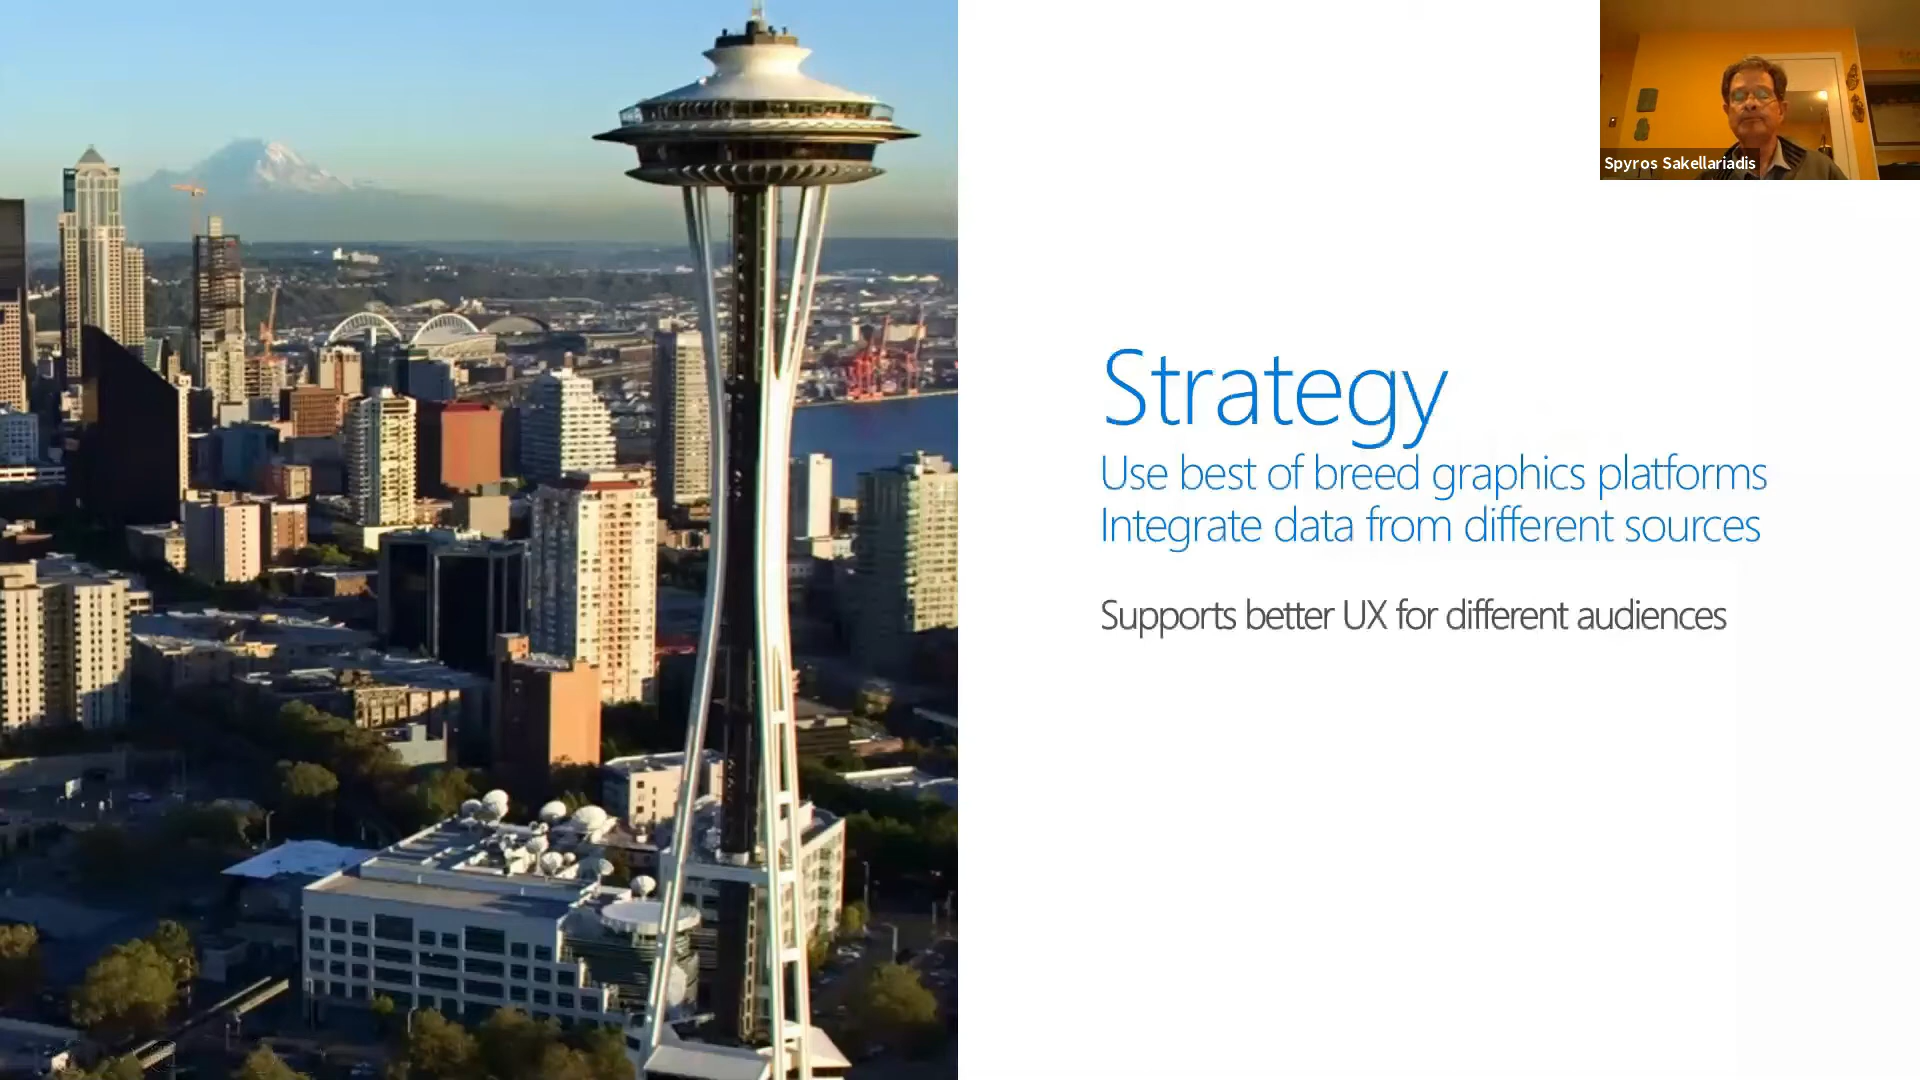 Spyros Sakellariadis
Strategy
Use best of breed graphics platforms
Integrate data from different sources
Supports better UX for different audiences